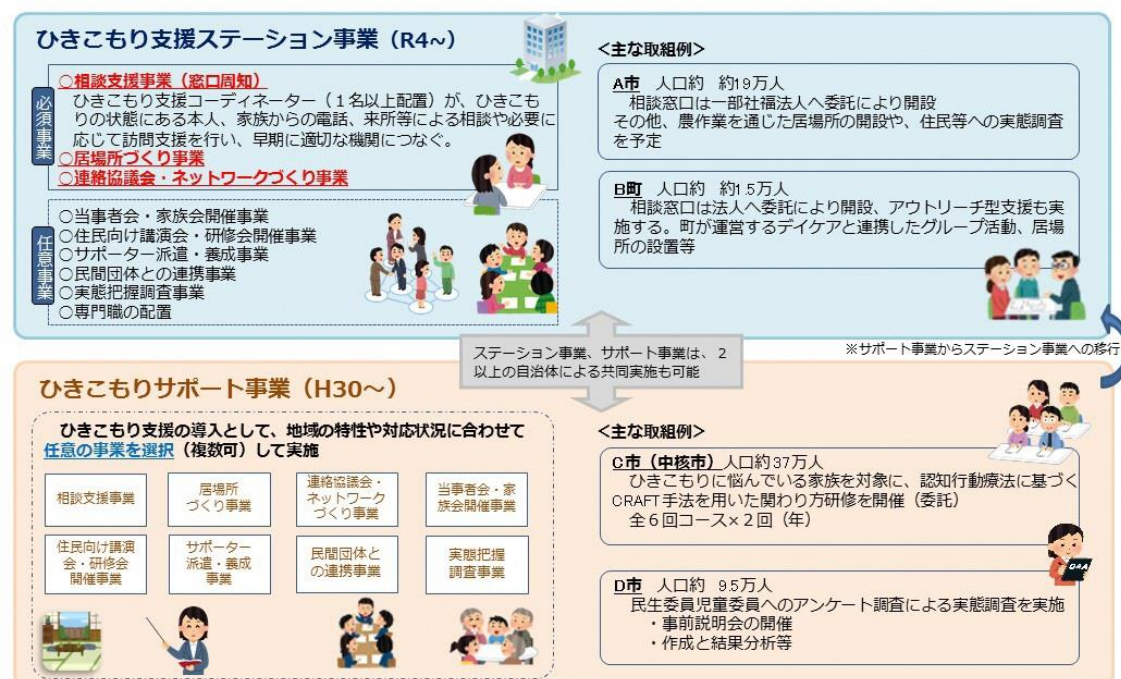 ひきこもり支援ステーション事業（R4~）
必須事業
○相談支援事業（窓口周知）
ひきこもり支援コーディネーター（１名以上配置）が、ひきこも
りの状態にある本人、家族からの電話、来所等による相談や必要に
応じて訪問支援を行い、早期に適切な機関につなぐ。
○居場所づくり事業
○連絡協議会・ネットワークづくり事業
任意事業
○当事者会・家族会開催事業
○住民向け講演会・研修会開催事業
○サポーター派遣・養成事業
○民間団体との連携事業
○実態把握調査事業
○専門職の配置
＜主な取組例＞
A市　人口約　約19万人
相談窓口は一部社福法人へ委託により開設
その他、農作業を通じた居場所の開設や、住民等への実態調査
を予定
B町　人口約　約1.5万人
相談窓口は法人へ委託により開設、アウトリーチ型支援も実
施する。町が運営するデイケアと連携したグループ活動、居場
所の設置等
※サポート事業からステーション事業への移行
ステーション事業、サポート事業は、２
以上の自治体による共同実施も可能
ひきこもりサポート事業（H30～）
ひきこもり支援の導入として、地域の特性や対応状況に合わせて
任意の事業を選択（複数可）して実施
相談支援事業
居場所
づくり事業
連絡協議会・
ネットワーク
づくり事業
当事者会・家
族会開催事業
住民向け講演
会・研修会
開催事業
サポーター
派遣・養成
事業
民間団体と
の連携事業
実態把握
調査事業
＜主な取組例＞
C市（中核市）人口約37万人
ひきこもりに悩んでいる家族を対象に、認知行動療法に基づく
CRAFT手法を用いた関わり方研修を開催（委託）
全６回コース×２回（年）
Q&A
D市　人口約　9.5万人
民生委員児童委員へのアンケート調査による実態調査を実施
・事前説明会の開催
・作成と結果分析等